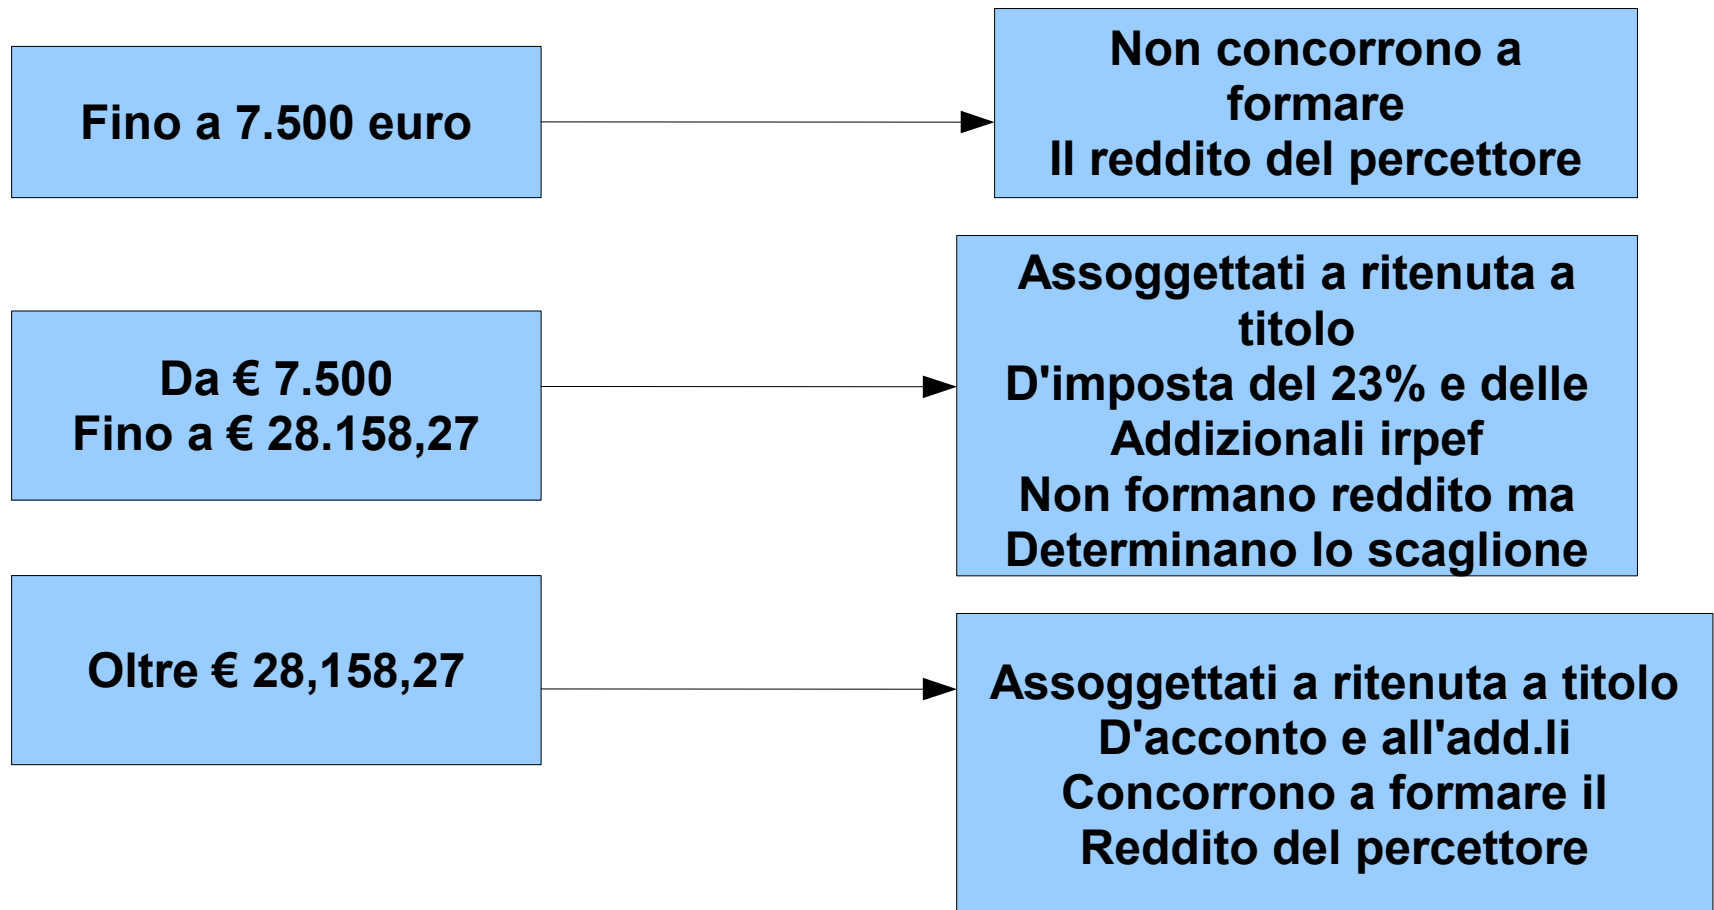 Fino a 7.500 euro
Non concorrono a
formare
Il reddito del percettore
Da € 7.500
Fino a € 28.158,27
Assoggettati a ritenuta a
titolo
D'imposta del 23% e delle
Addizionali irpef
Non formano reddito ma
Determinano lo scaglione
Oltre € 28,158,27
Assoggettati a ritenuta a titolo
D'acconto e all'add.li
Concorrono a formare il
Reddito del percettore